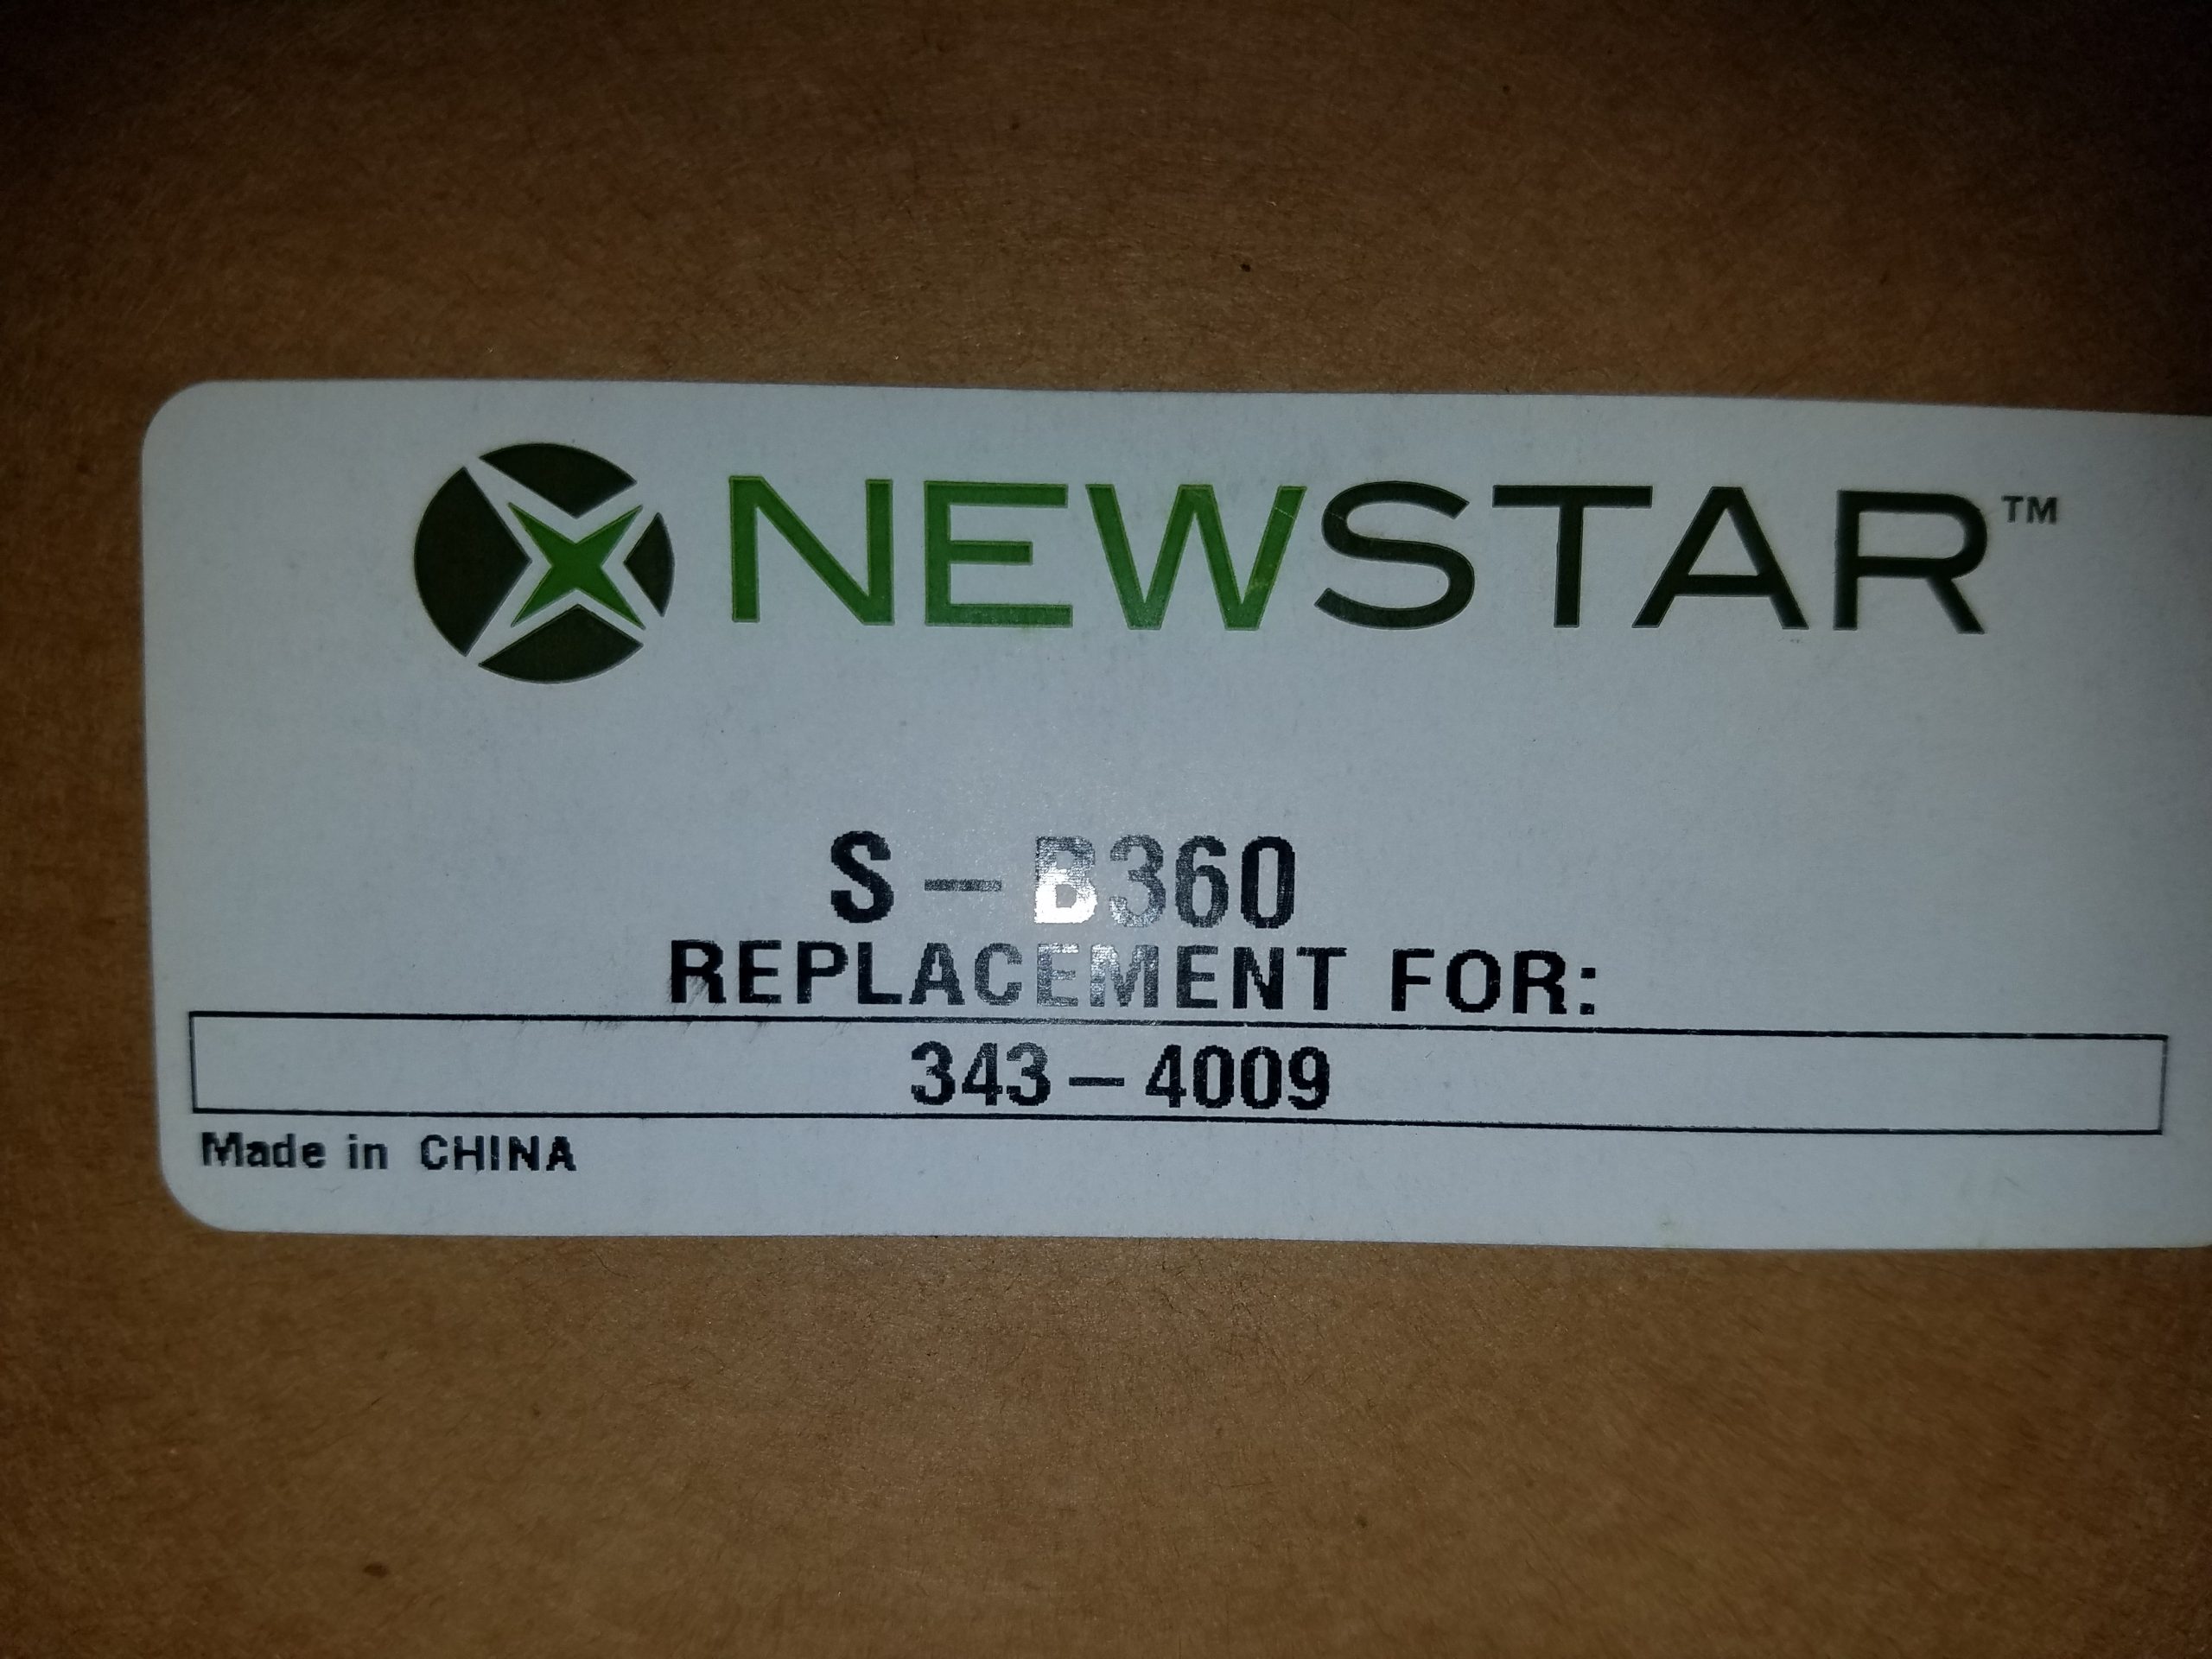 NEWSTAR™
S-B360
REPLACEMENT FOR:
343-4009
Made in CHINA